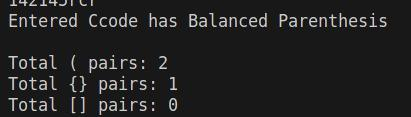 Entered Ccode has Balanced Parenthesis
Total ( pairs: 2
Total {} pairs: 1
Total [] pairs: 0